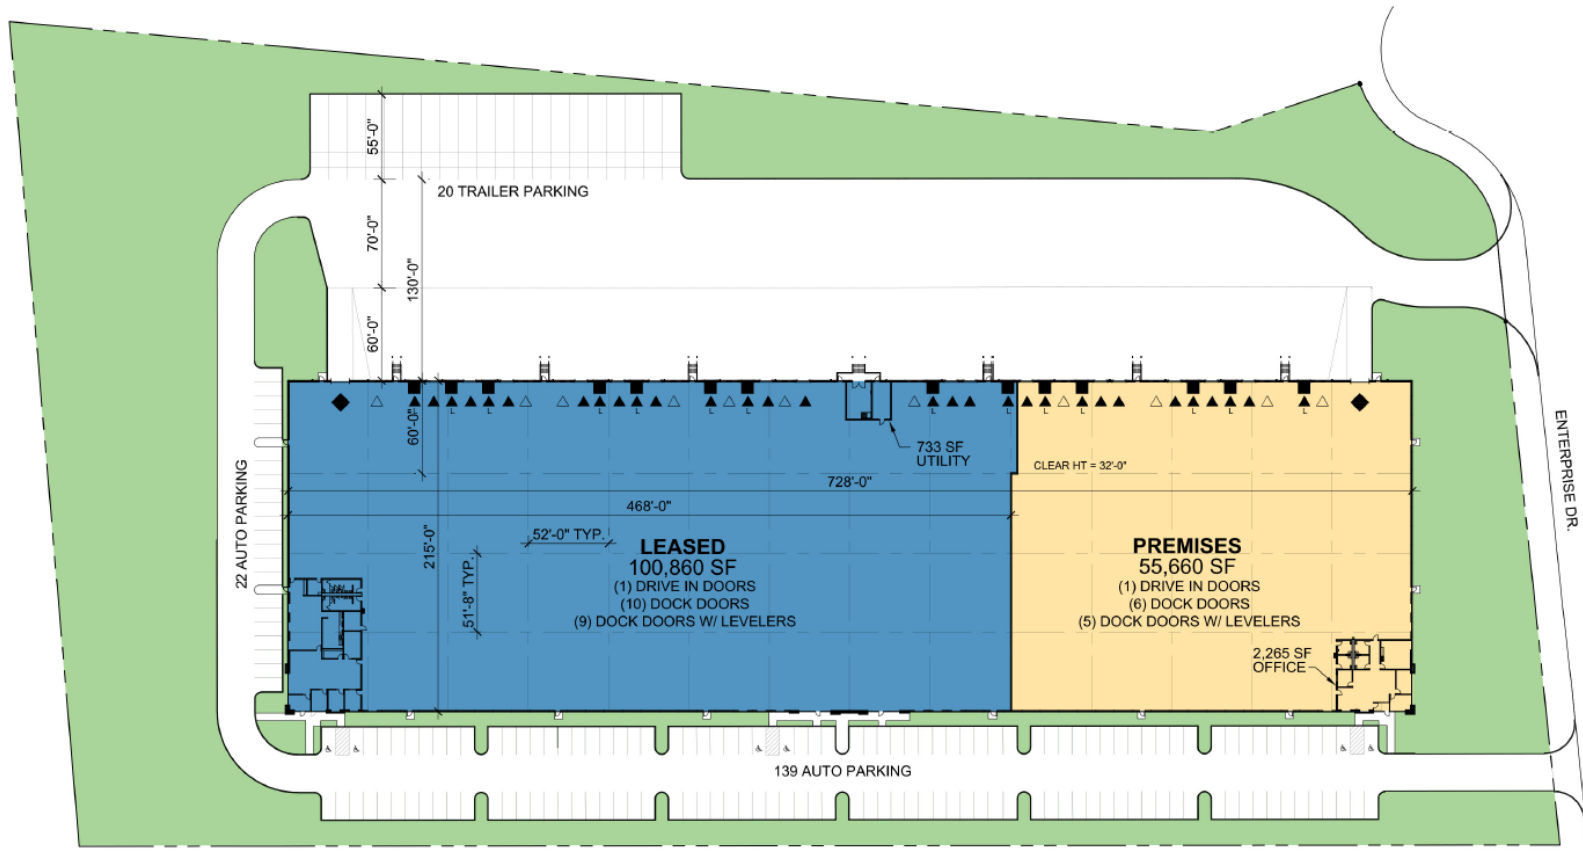 55'-0"
20 TRAILER PARKING
70'-0"
130'-0"
60'-0"
L
L
L
L
L
L
L
L
L
L
L
L
L
L
60'-0"
733 SF
UTILITY
CLEAR HT = 32'-0"
728'-0"
468'-0"
ENTERPRISE DR.
22 AUTO PARKING
215'-0"
52'-0" TYP.
51'-8" TYP.
LEASED
100,860 SF
(1) DRIVE IN DOORS
(10) DOCK DOORS
(9) DOCK DOORS W/ LEVELERS
PREMISES
55,660 SF
(1) DRIVE IN DOORS
(6) DOCK DOORS
(5) DOCK DOORS W/ LEVELERS
2,265 SF
OFFICE
139 AUTO PARKING